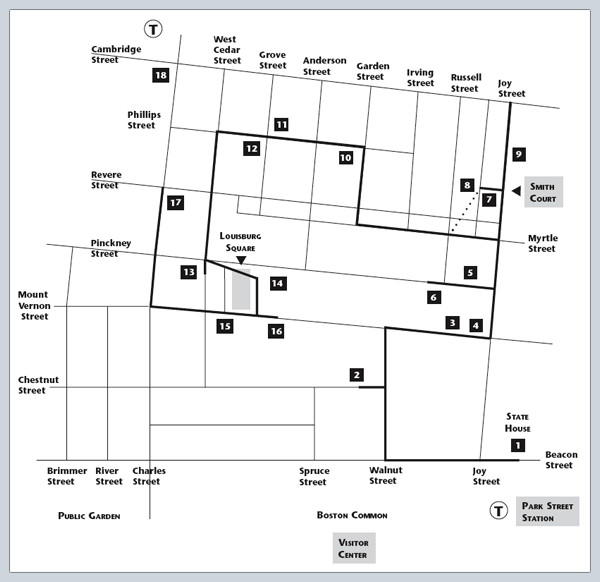 T
West
Cedar
Street
Cambridge
Street
Grove
Street
Anderson
Street
Garden
Street
Irving
Street
Russell
Street
Joy
Street
18
Phillips
Street
11
12
10
9
Revere
Street
8
7
Smith
Court
17
Louisburg
Square
Myrtle
Street
Pinckney
Street
13
14
5
6
Mount
Vernon
Street
15
16
3
4
Chestnut
Street
2
State
House
1
Beacon
Street
Brimmer
Street
River
Street
Charles
Street
Spruce
Street
Walnut
Street
Joy
Street
Public Garden
Boston Common
T
Park Street
Station
Visitor
Center